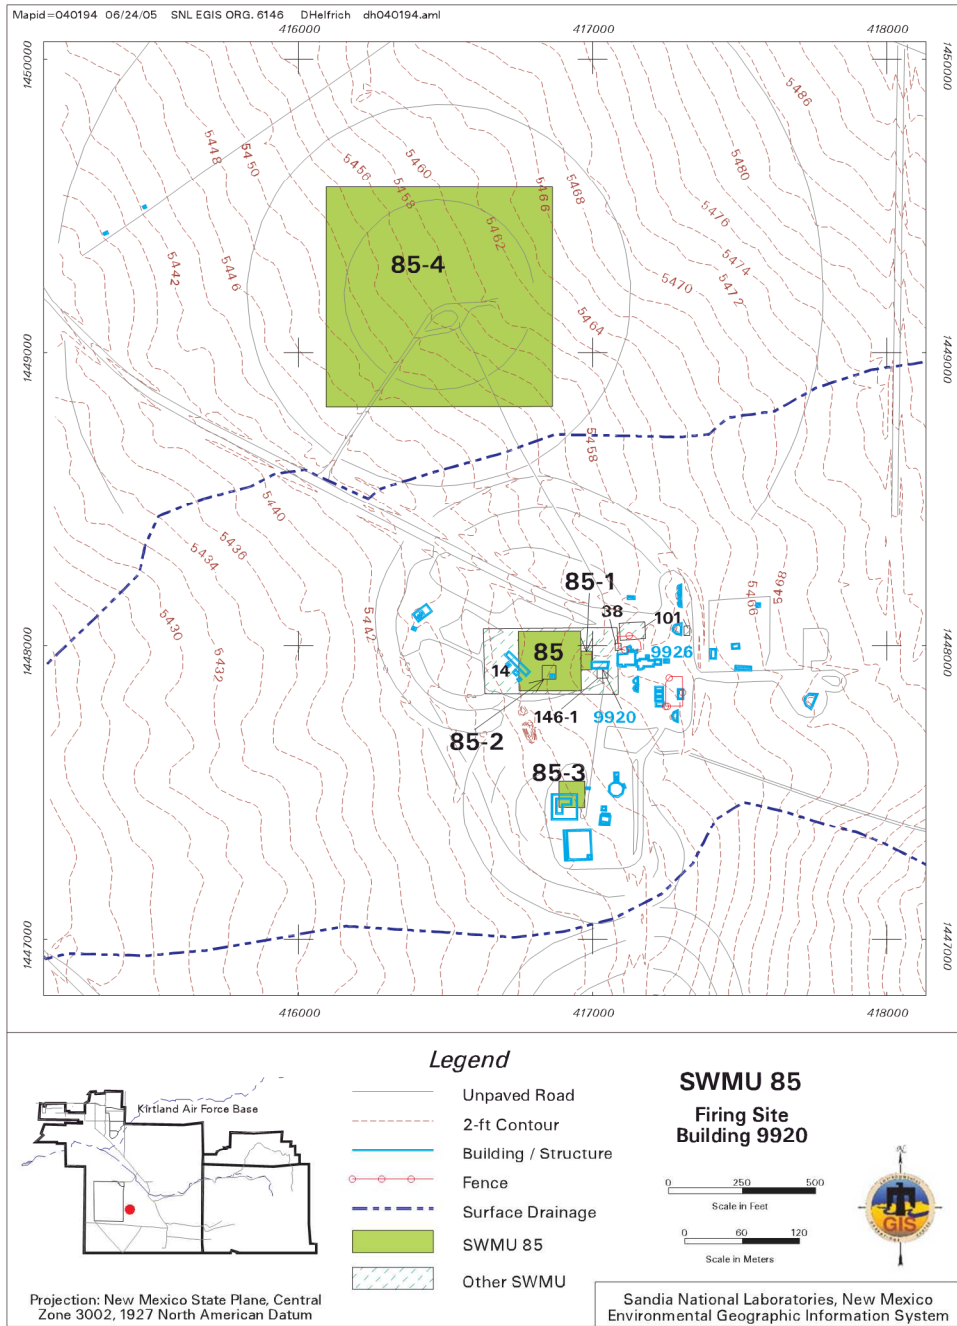 Mapid=040194 06/24/05 SNL EGIS ORG. 6146 DHelfrich dh040194.aml
416000 417000 418000
1450000 1450000
5486
5448
5450
5456
5460
5458
5468
5466
5480
5476
5462
5474
5442
5446
85-4
5470
5472
5464
1449000 1449000
5458
5440
5436
5434
5468
5466
85-1
38
101
5430
5442
5432
1448000 1448000
85
9926
14
146-1
9920
85-2
85-3
1447000 1447000
416000 417000 418000
Legend
Unpaved Road
2-ft Contour
Building / Structure
Fence
Surface Drainage
SWMU 85
Other SWMU
Kirtland Air Force Base
Projection: New Mexico State Plane, Central
Zone 3002, 1927 North American Datum
SWMU 85
Firing Site
Building 9920
0 250 500
Scale in Feet
0 60 120
Scale in Meters
GIS
Sandia National Laboratories, New Mexico
Environmental Geographic Information System